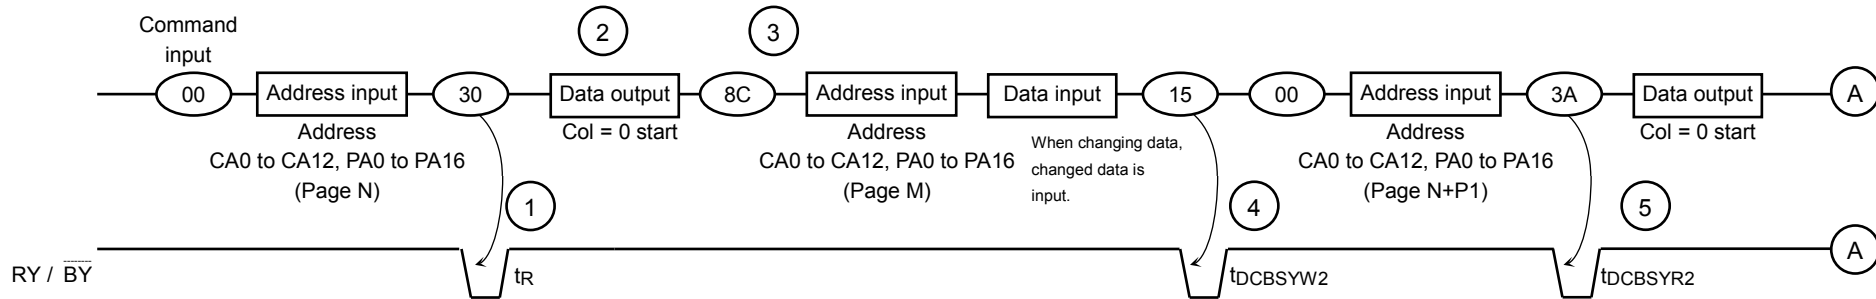 Command
input
2
3
00
Address input
30
Data output
8C
Address input
Data input
15
00
Address input
3A
Data output
A
Address
CA0 to CA12, PA0 to PA16
(Page N)
Col = 0 start
Address
CA0 to CA12, PA0 to PA16
(Page M)
When changing data,
changed data is
input.
Address
CA0 to CA12, PA0 to PA16
(Page N+P1)
Col = 0 start
1
4
5
RY / BY
tR
tDCBSYW2
tDCBSYR2
A